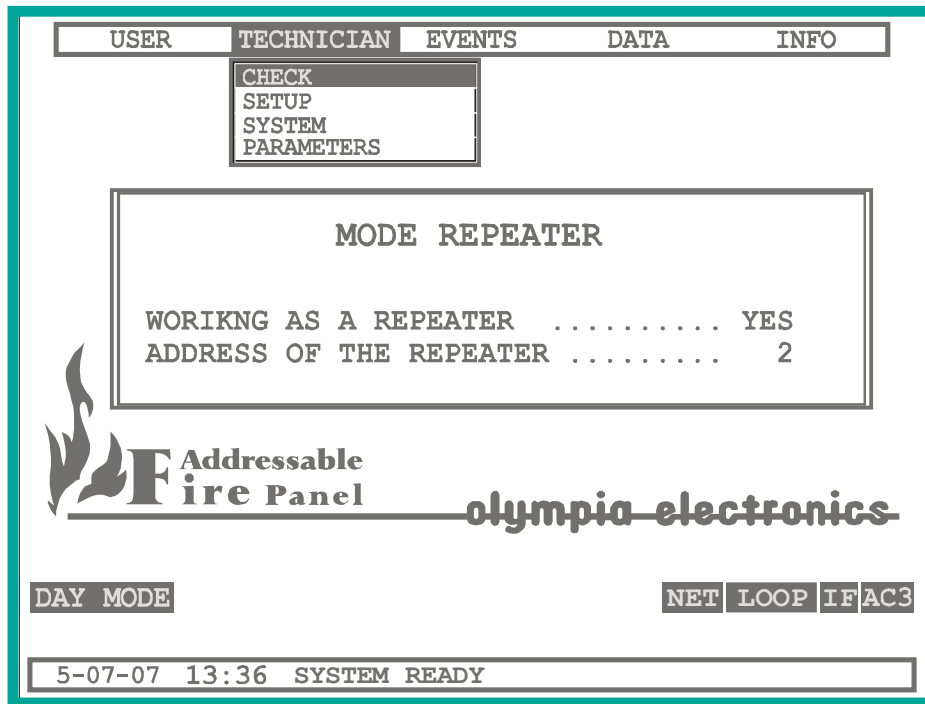 USER TECHNICIAN EVENTS DATA INFO
CHECK
SETUP
SYSTEM
PARAMETERS
MODE REPEATER
WORIKNG AS A REPEATER .......... YES
ADDRESS OF THE REPEATER ......... 2
Addressable
Fire Panel
olympia electronics
DAY MODE NET LOOP IF AC3
5-07-07 13:36 SYSTEM READY